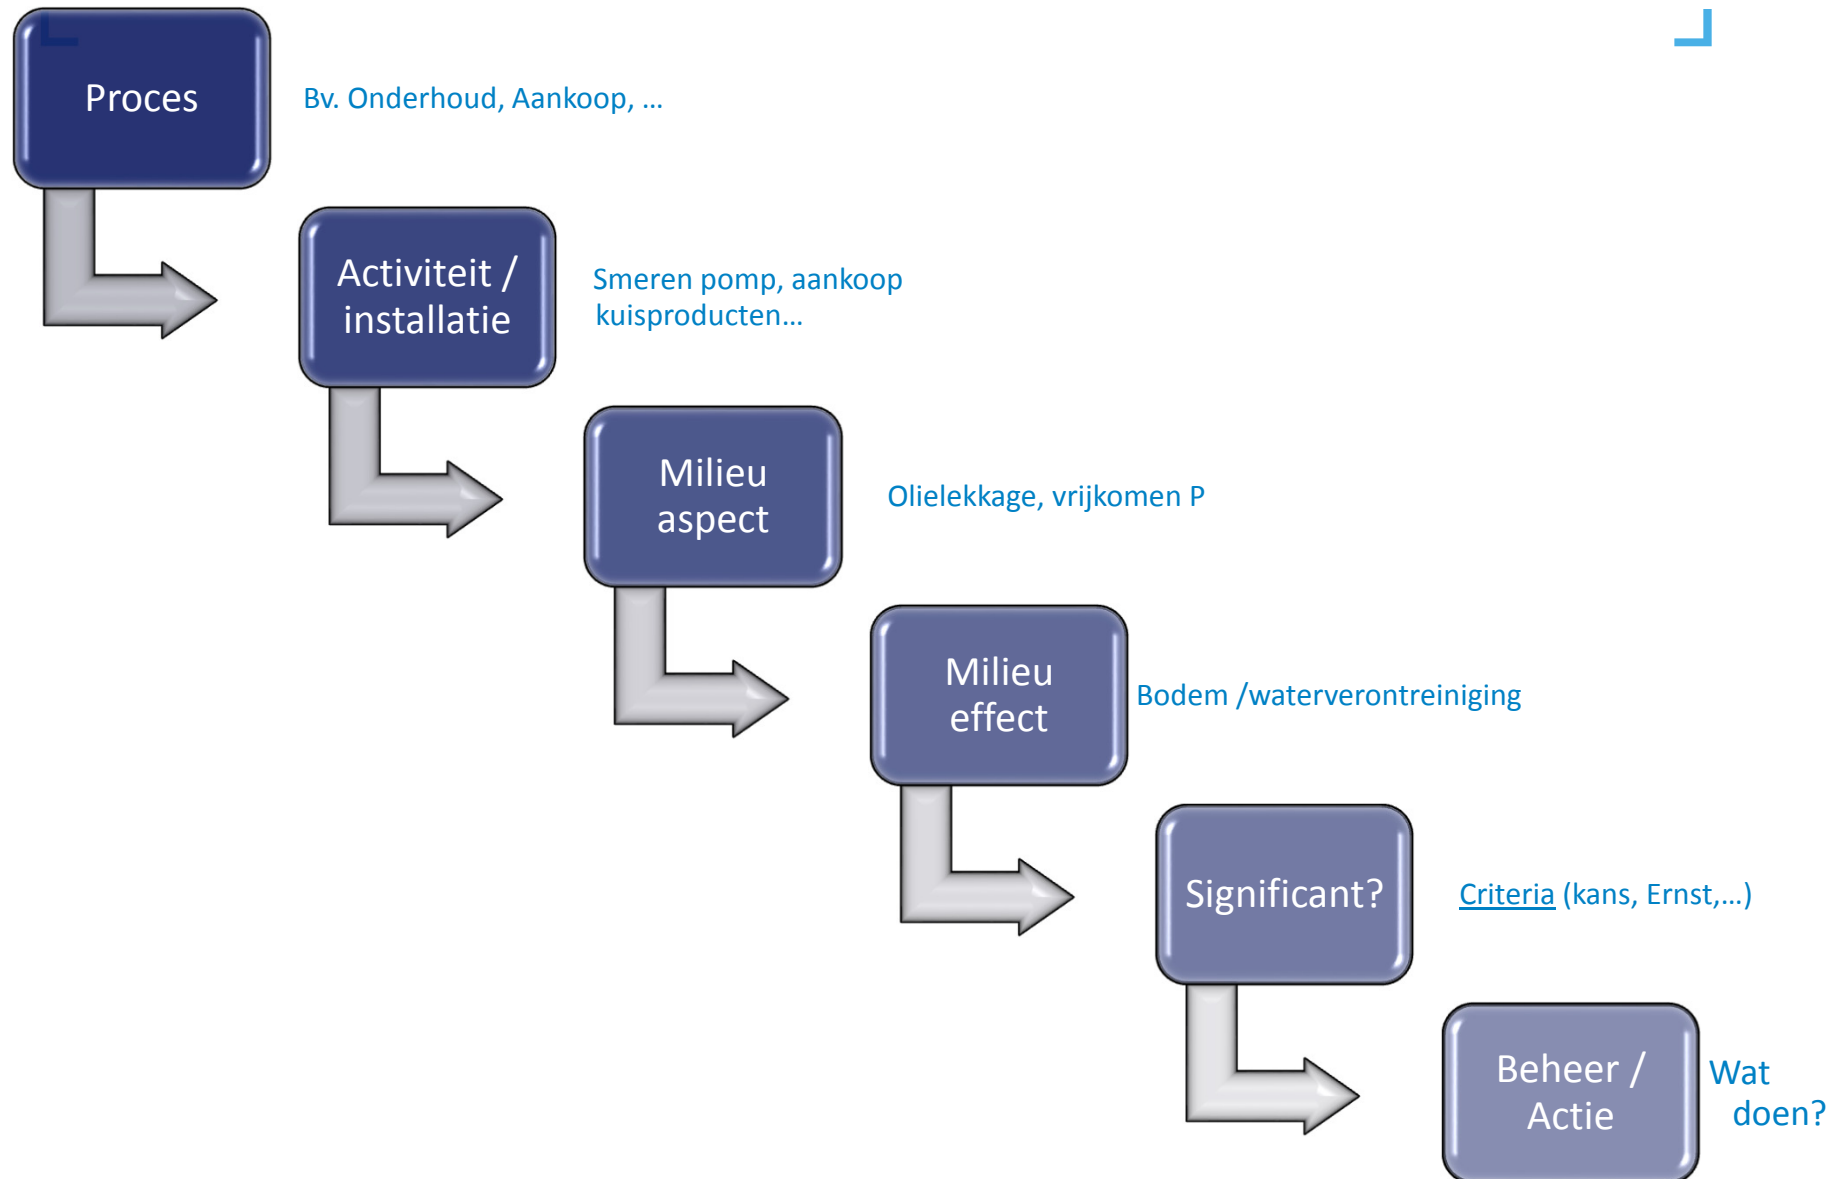 Proces
Bv. Onderhoud, Aankoop, ...
Activiteit /
installatie
Smeren pomp, aankoop
kuisproducten...
Milieu
aspect
Olielekkage, vrijkomen P
Milieu
effect
Bodem /waterverontreiniging
Significant?
Criteria (kans, Ernst,...)
Beheer /
Actie
Wat
doen?